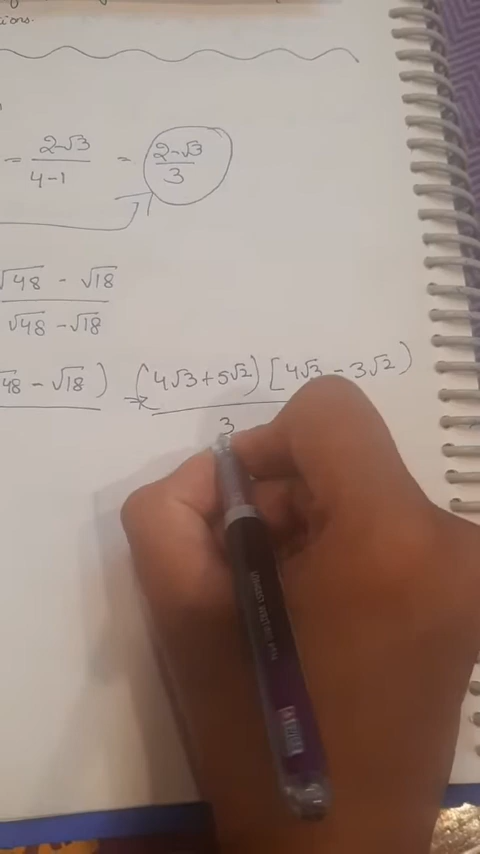 ions.
= 2-√3 / 4-1 = 2-√3 / 3
√48 - √18 / √48 - √18
√48 - √18) (4√3 + 5√2) [4√3 - 3√2) / 3